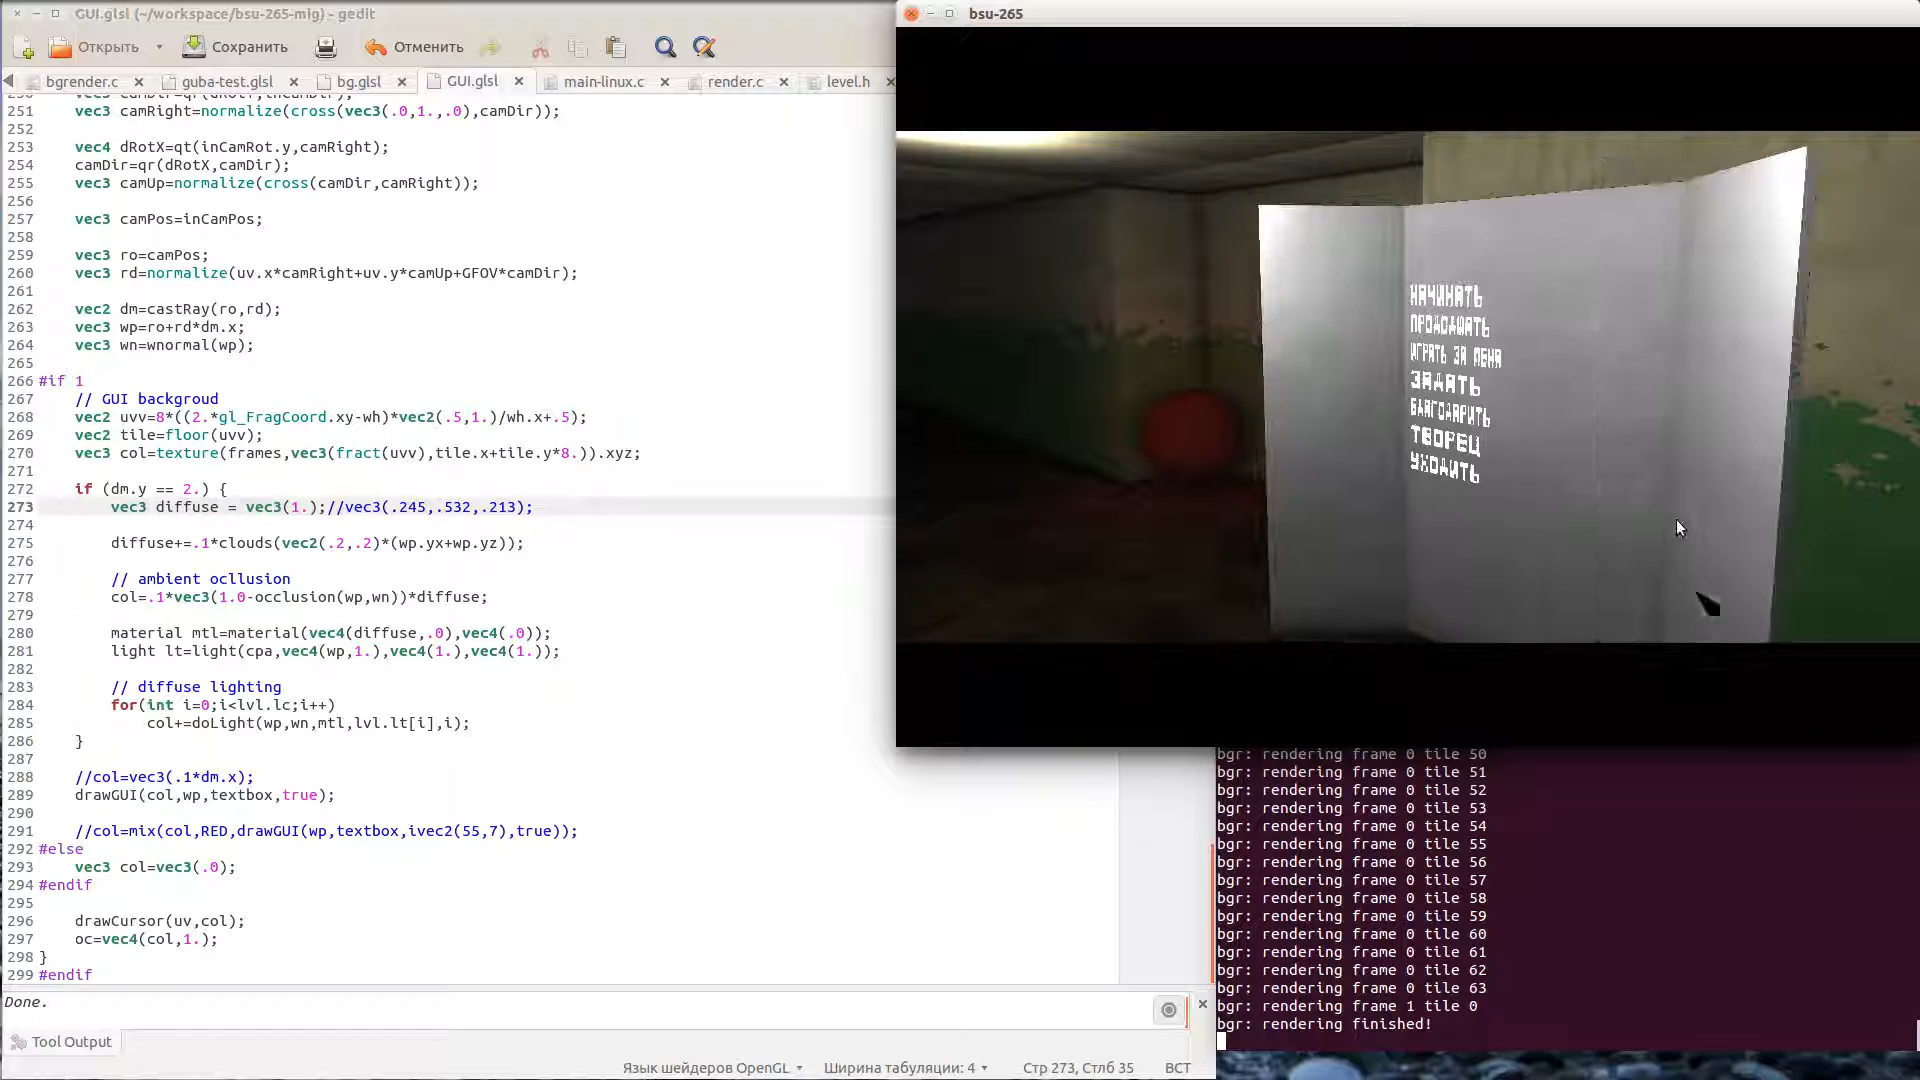 GUI.glsl (~/workspace/bsu-265-mig) - gedit
Открыть Сохранить Отменить
bgrender.c guba-test.glsl bg.glsl GUI.glsl main-linux.c render.c level.h
251 vec3 camRight=normalize(cross(vec3(.0,1.,.0),camDir));
252
253 vec4 dRotX=qt(inCamRot.y,camRight);
254 camDir=qr(dRotX,camDir);
255 vec3 camUp=normalize(cross(camDir,camRight));
256
257 vec3 camPos=inCamPos;
258
259 vec3 ro=camPos;
260 vec3 rd=normalize(uv.x*camRight+uv.y*camUp+GFOV*camDir);
261
262 vec2 dm=castRay(ro,rd);
263 vec3 wp=ro+rd*dm.x;
264 vec3 wn=wnormal(wp);
265
266 #if 1
267 // GUI backgroud
268 vec2 uvv=8*((2.*gl_FragCoord.xy-wh)*vec2(.5,1.)/wh.x+.5);
269 vec2 tile=floor(uvv);
270 vec3 col=texture(frames,vec3(fract(uvv),tile.x+tile.y*8.)).xyz;
271
272 if (dm.y == 2.) {
273 vec3 diffuse = vec3(1.);//vec3(.245,.532,.213);
274
275 diffuse+=.1*clouds(vec2(.2,.2)*(wp.yx+wp.yz));
276
277 // ambient ocllusion
278 col=.1*vec3(1.0-occlusion(wp,wn))*diffuse;
279
280 material mtl=material(vec4(diffuse,.0),vec4(.0));
281 light lt=light(cpa,vec4(wp,1.),vec4(1.),vec4(1.));
282
283 // diffuse lighting
284 for(int i=0;i<lvl.lc;i++)
285 col+=doLight(wp,wn,mtl,lvl.lt[i],i);
286 }
287
288 //col=vec3(.1*dm.x);
289 drawGUI(col,wp,textbox,true);
290
291 //col=mix(col,RED,drawGUI(wp,textbox,ivec2(55,7),true));
292 #else
293 vec3 col=vec3(.0);
294 #endif
295
296 drawCursor(uv,col);
297 oc=vec4(col,1.);
298 }
299 #endif
Done.
Tool Output
Язык шейдеров OpenGL Ширина табуляции: 4 Стр 273, Стлб 35 ВСТ
bsu-265
НАЧИНАТЬ
ИГРАТЬ ЗА МЕНЯ
ЗАДАТЬ
БЛАГОДАРИТЬ
ТВОРЕЦ
УХОДИТЬ
bgr: rendering frame 0 tile 50
bgr: rendering frame 0 tile 51
bgr: rendering frame 0 tile 52
bgr: rendering frame 0 tile 53
bgr: rendering frame 0 tile 54
bgr: rendering frame 0 tile 55
bgr: rendering frame 0 tile 56
bgr: rendering frame 0 tile 57
bgr: rendering frame 0 tile 58
bgr: rendering frame 0 tile 59
bgr: rendering frame 0 tile 60
bgr: rendering frame 0 tile 61
bgr: rendering frame 0 tile 62
bgr: rendering frame 0 tile 63
bgr: rendering frame 1 tile 0
bgr: rendering finished!